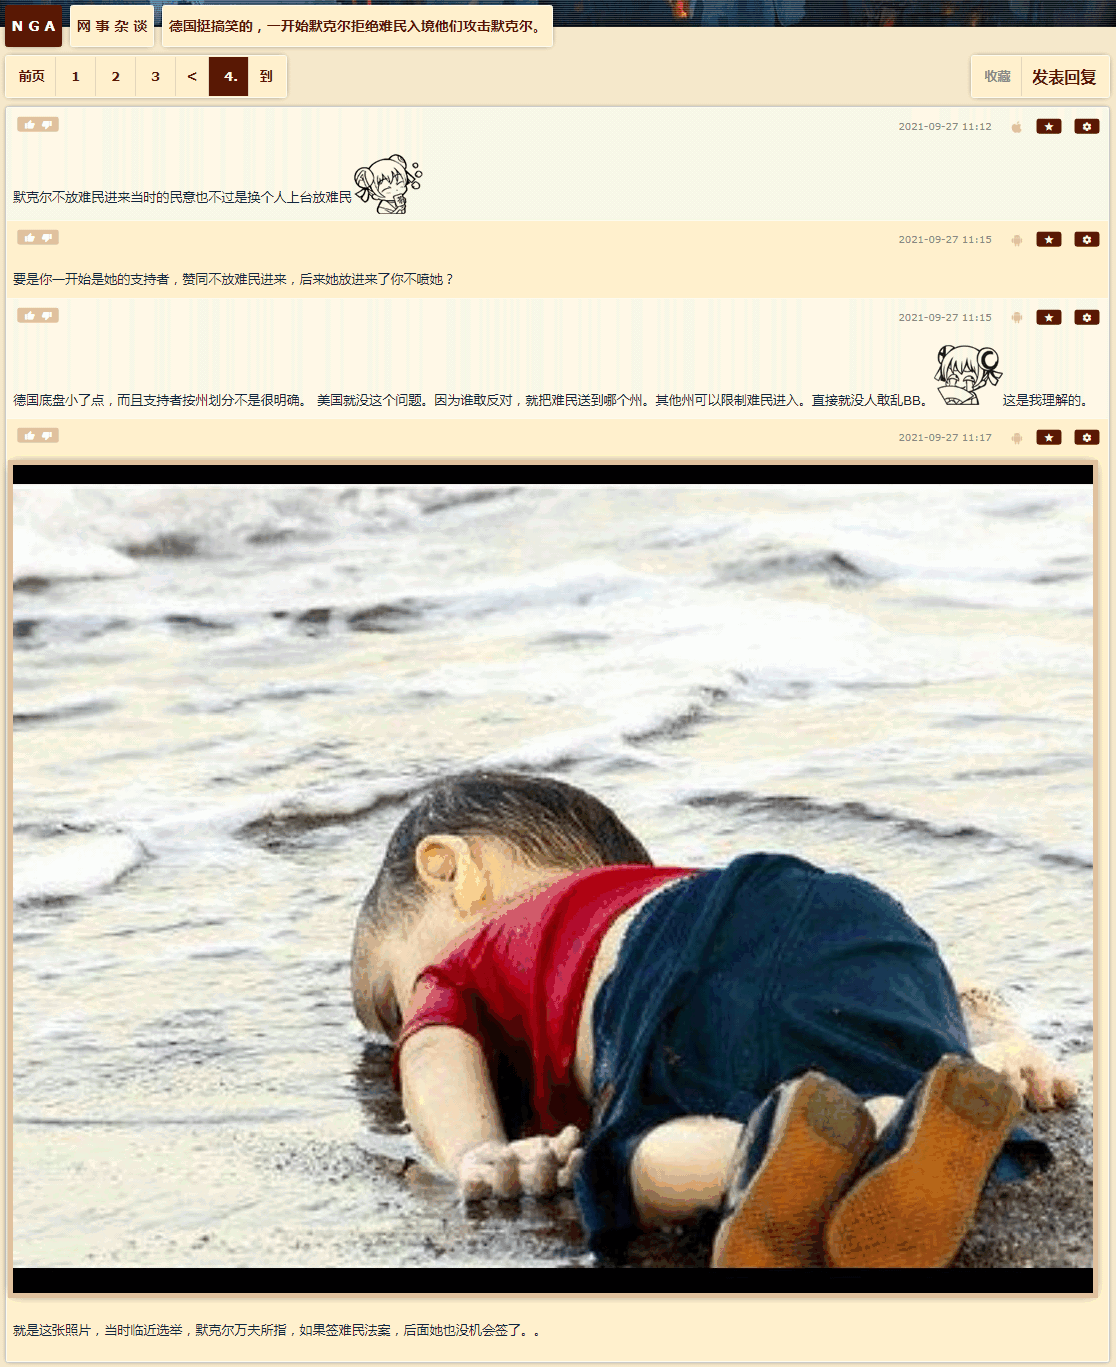 NGA 网事杂谈 德国挺搞笑的，一开始默克尔拒绝难民入境他们攻击默克尔。
前页 1 2 3 < 4. 到 收藏 发表回复
2021-09-27 11:12
默克尔不放难民进来当时的民意也不过是换个人上台放难民
2021-09-27 11:15
要是你一开始是她的支持者，赞同不放难民进来，后来她放进来了你不喷她？
2021-09-27 11:15
德国底盘小了点，而且支持者按州划分不是很明确。 美国就没这个问题。因为谁敢反对，就把难民送到哪个州。其他州可以限制难民进入。直接就没人敢乱BB。 这是我理解的。
2021-09-27 11:17
就是这张照片，当时临近选举，默克尔万夫所指，如果签难民法案，后面她也没机会签了。。